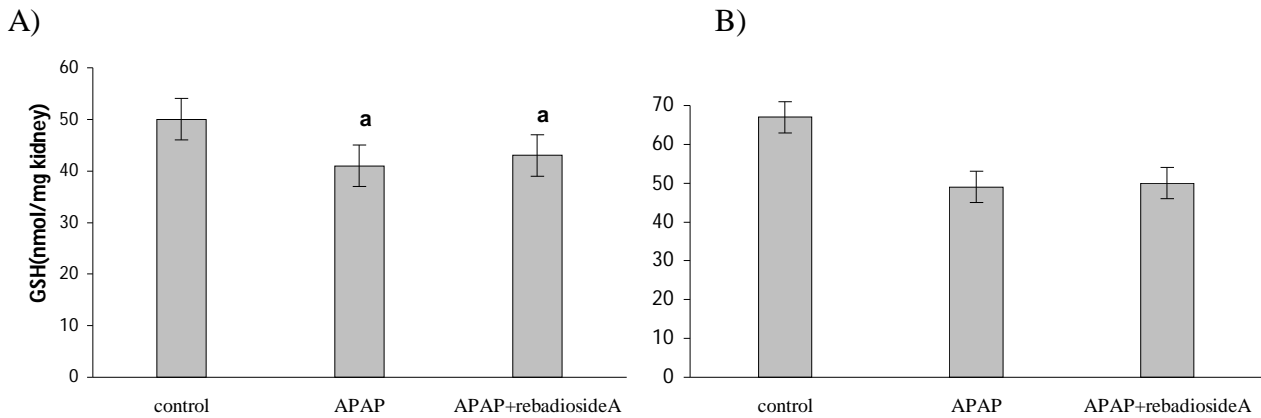 A)
B)
GSH(nmol/mg kidney)
60
50
40
30
20
10
0
a
a
control
APAP
APAP+rebadiosideA
70
60
50
40
30
20
10
0
control
APAP
APAP+rebadiosideA